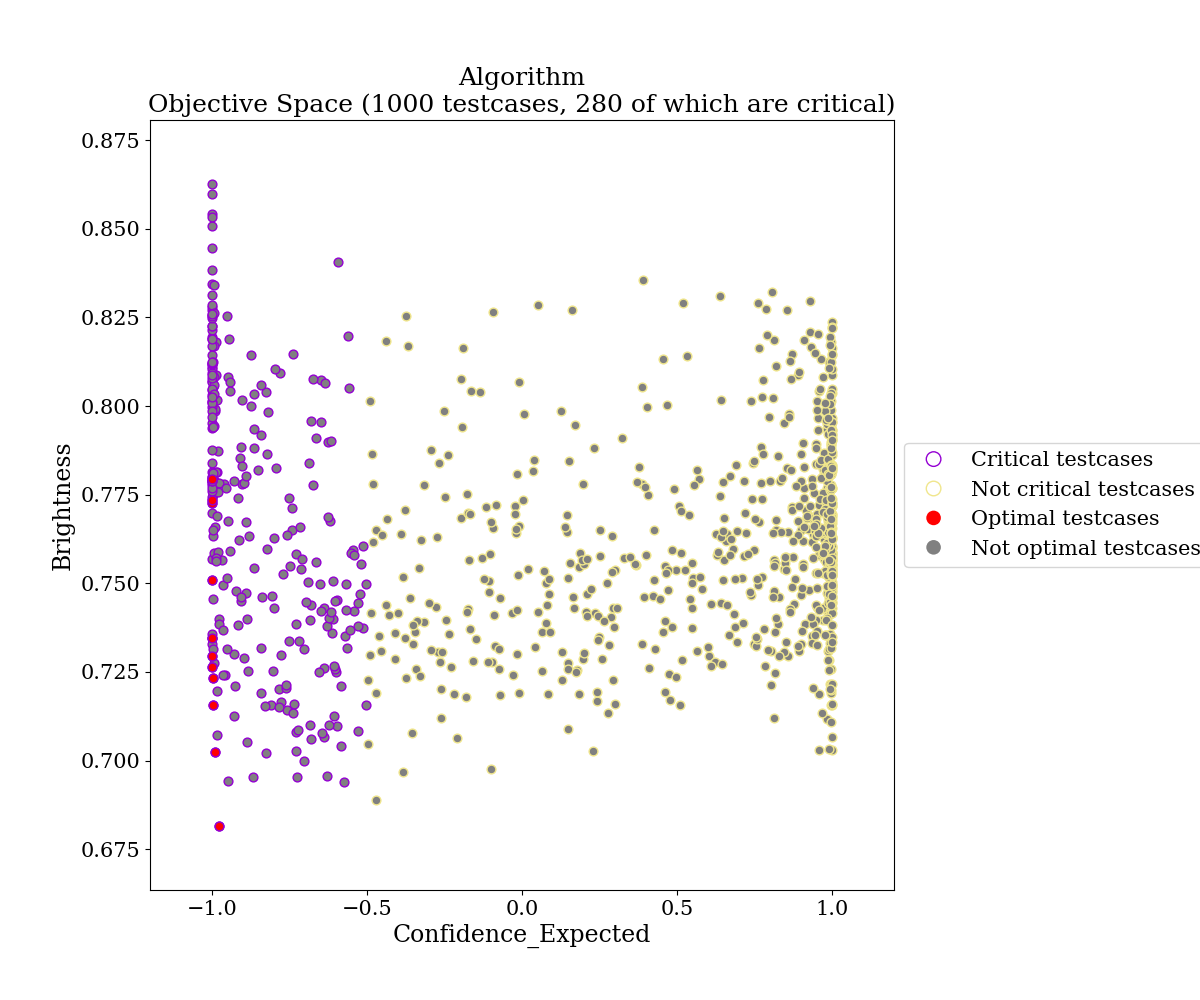 Algorithm
Objective Space (1000 testcases, 280 of which are critical)
0.875
0.850
0.825
0.800
0.775
0.750
0.725
0.700
0.675
Brightness
−1.0
−0.5
0.0
0.5
1.0
Confidence_Expected
Critical testcases
Not critical testcases
Optimal testcases
Not optimal testcases